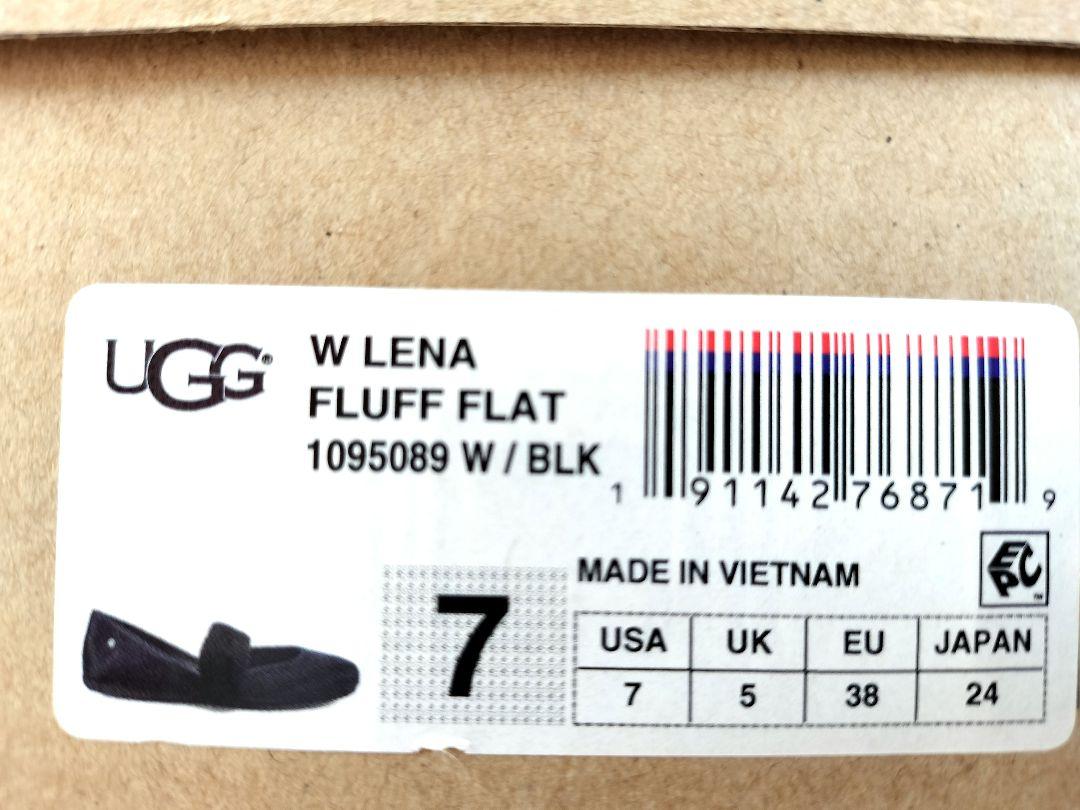 UGG®
W LENA
FLUFF FLAT
1095089 W / BLK
1 91142 76871 9
MADE IN VIETNAM
EPC™
7
USA UK EU JAPAN
7 5 38 24